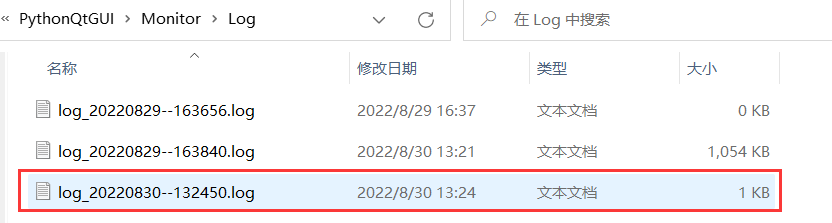 « PythonQtGUI > Monitor > Log 在 Log 中搜索
名称 修改日期 类型 大小
log_20220829--163656.log 2022/8/29 16:37 文本文档 0 KB
log_20220829--163840.log 2022/8/30 13:21 文本文档 1,054 KB
log_20220830--132450.log 2022/8/30 13:24 文本文档 1 KB